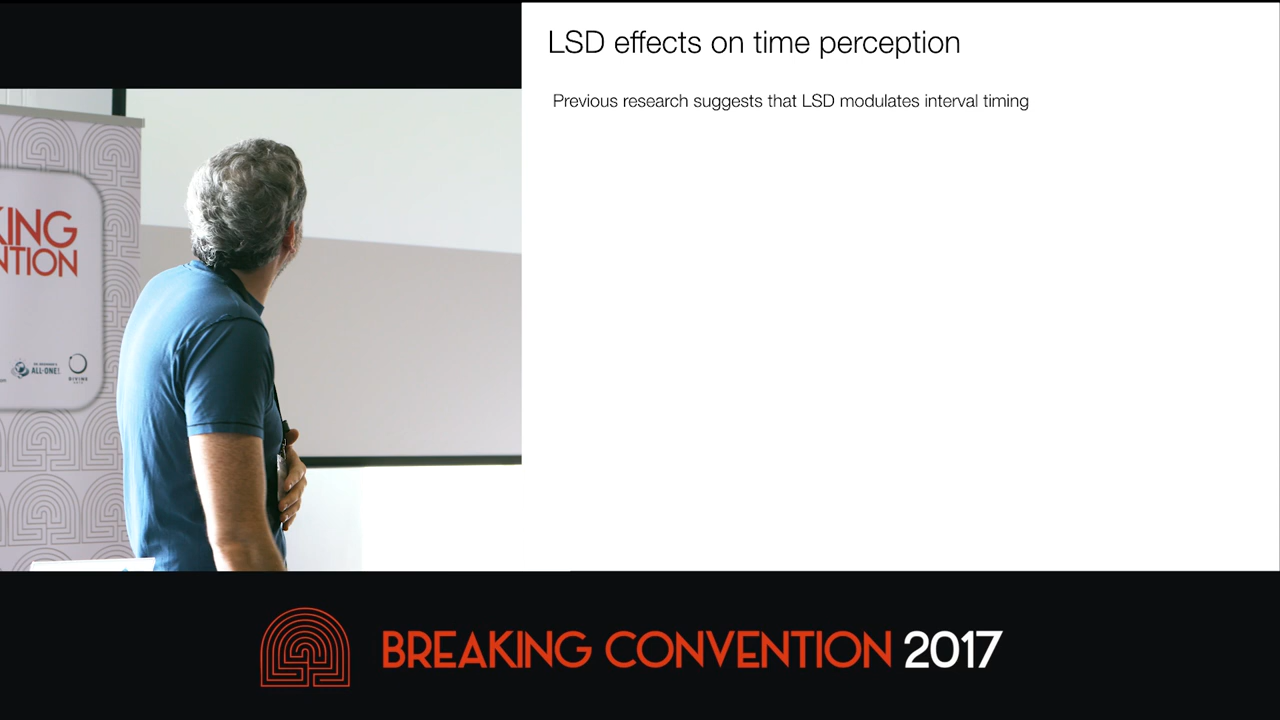 LSD effects on time perception
Previous research suggests that LSD modulates interval timing
KING
NTION
ALL-ONE!
DIVINE
BREAKING CONVENTION 2017